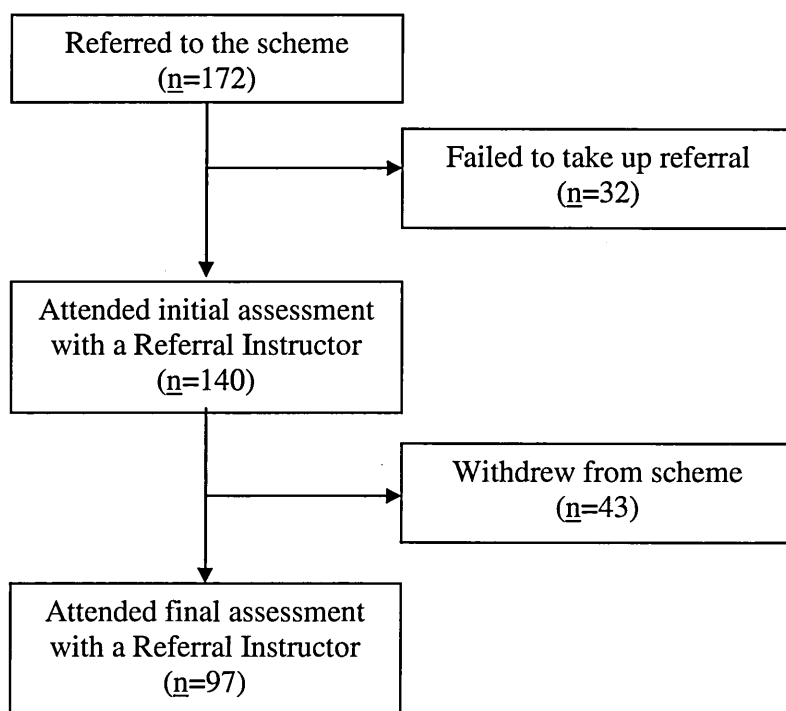 Referred to the scheme
(n=172)
Failed to take up referral
(n=32)
Attended initial assessment
with a Referral Instructor
(n=140)
Withdrew from scheme
(n=43)
Attended final assessment
with a Referral Instructor
(n=97)